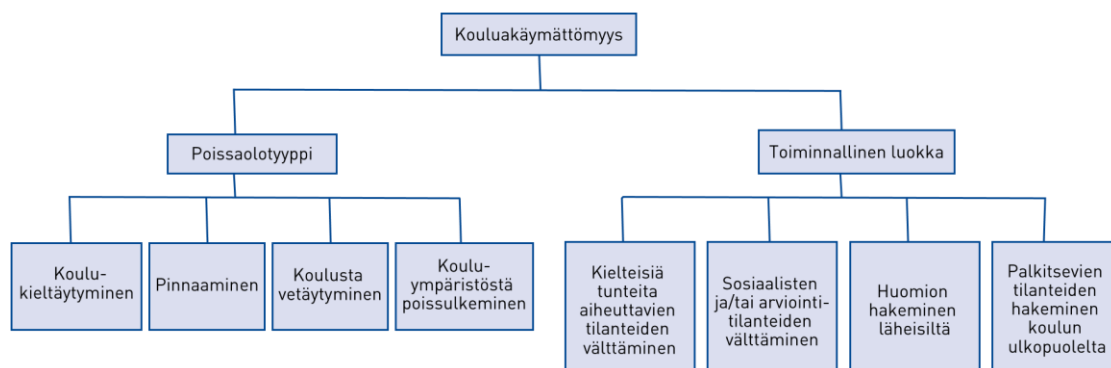 Kouluakäymättömyys
Poissaolotyyppi
Toiminnallinen luokka
Koulu-
kieltäytyminen
Pinnaaminen
Koulusta
vetäytyminen
Koulu-
ympäristöstä
poissulkeminen
Kielteisiä
tunteita
aiheuttavien
tilanteiden
välttäminen
Sosiaalisten
ja/tai arviointi-
tilanteiden
välttäminen
Huomion
hakeminen
läheisiltä
Palkitsevien
tilanteiden
hakeminen
koulun
ulkopuolelta